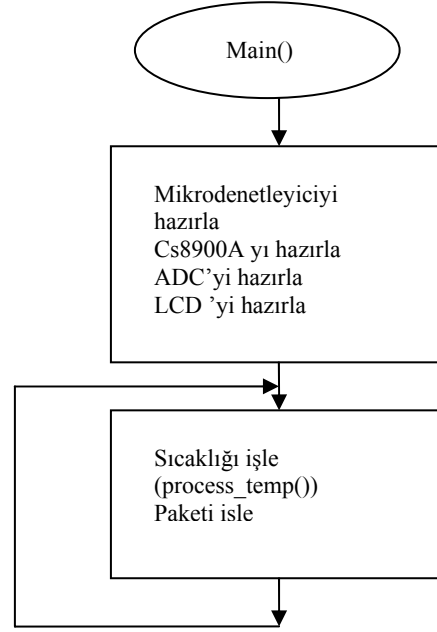 Main()
Mikrodenetleyiciyi
hazırla
Cs8900A yı hazırla
ADC’yi hazırla
LCD ’yi hazırla
Sıcaklığı işle
(process_temp())
Paketi isle